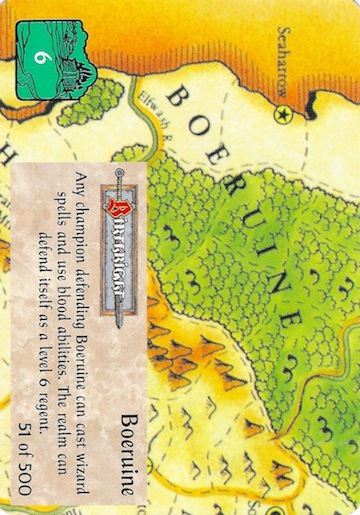 6
Seaharrow
BOERUINE
Elfwash R.
H
BIRTHRIGHT
Boeruine
Any champion defending Boeruine can cast wizard
spells and use blood abilities. The realm can
defend itself as a level 6 regent.
51 of 500